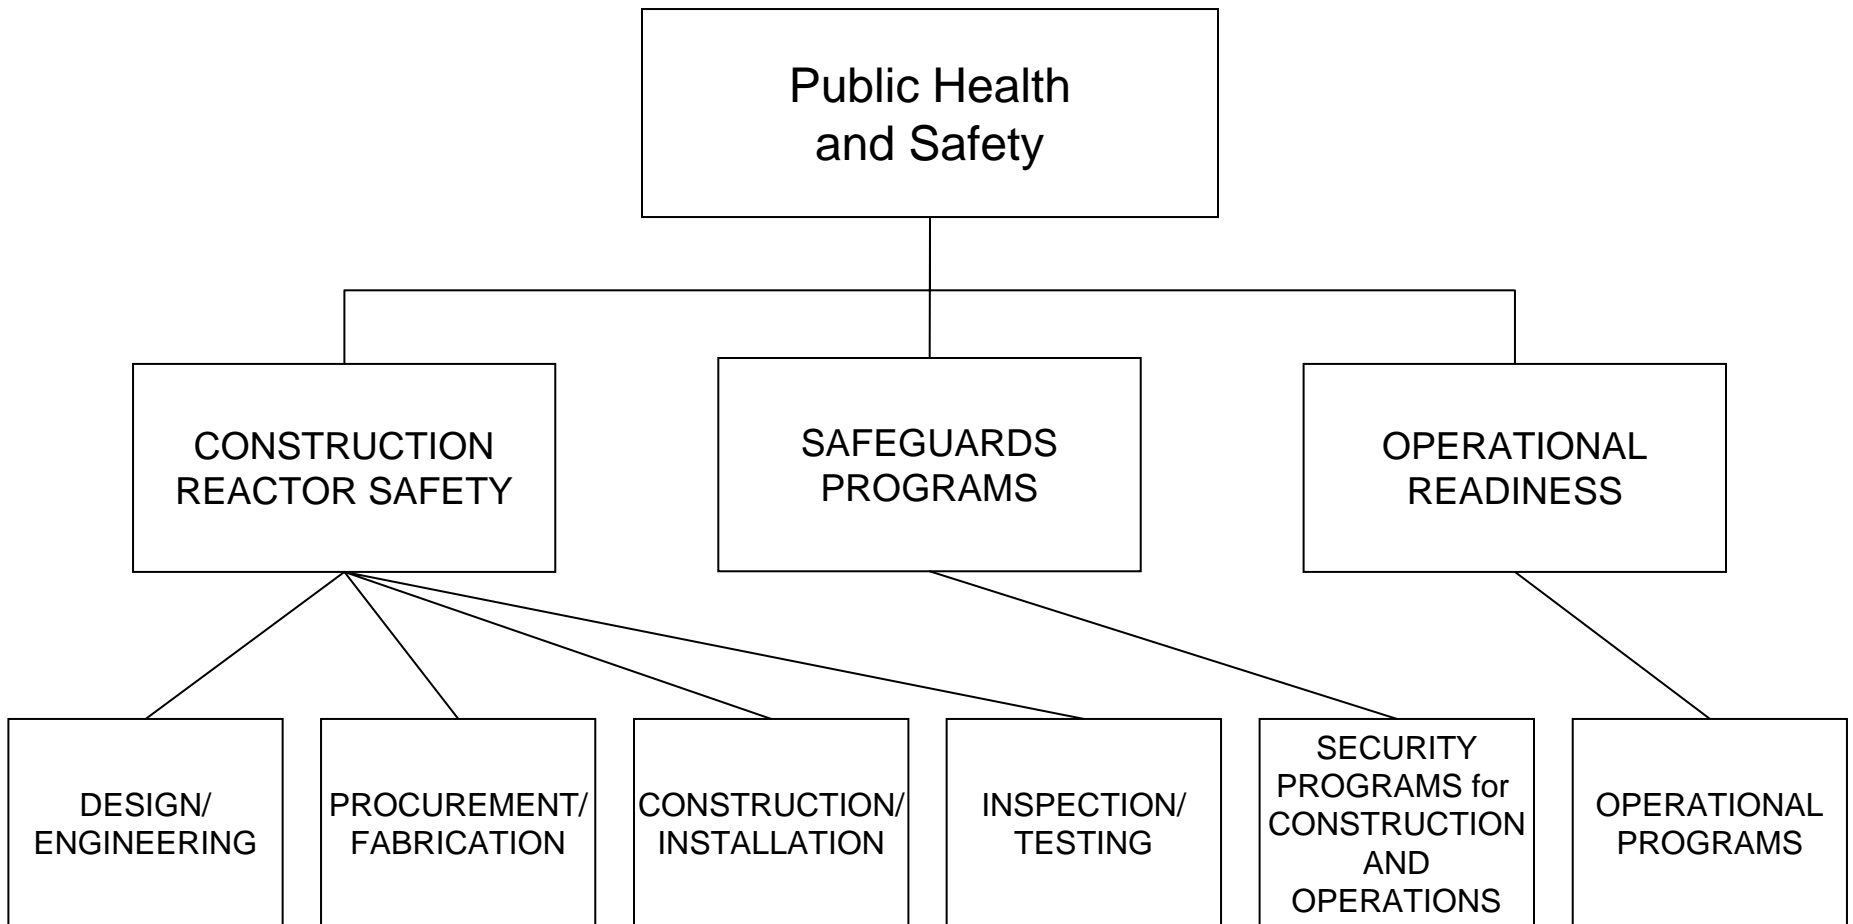 Public Health
and Safety
CONSTRUCTION
REACTOR SAFETY
SAFEGUARDS
PROGRAMS
OPERATIONAL
READINESS
DESIGN/
ENGINEERING
PROCUREMENT/
FABRICATION
CONSTRUCTION/
INSTALLATION
INSPECTION/
TESTING
SECURITY
PROGRAMS for
CONSTRUCTION
AND
OPERATIONS
OPERATIONAL
PROGRAMS